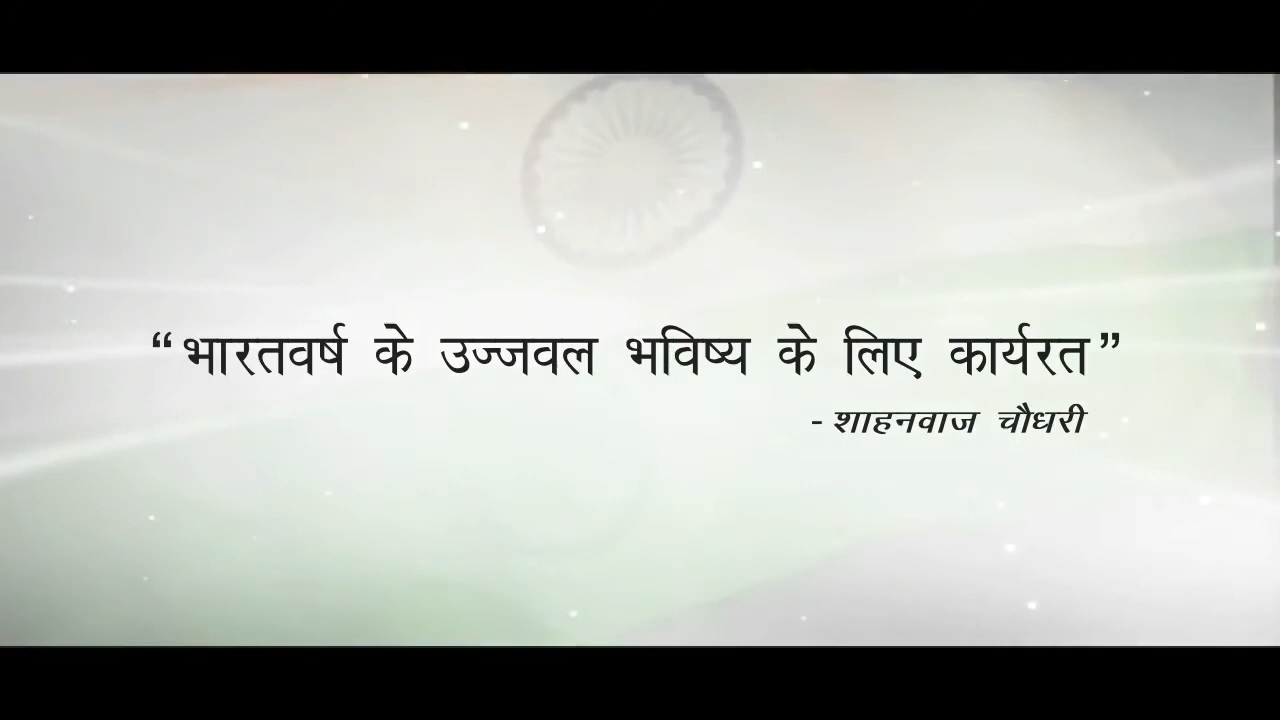 “भारतवर्ष के उज्जवल भविष्य के लिए कार्यरत”
- शाहनवाज चौधरी